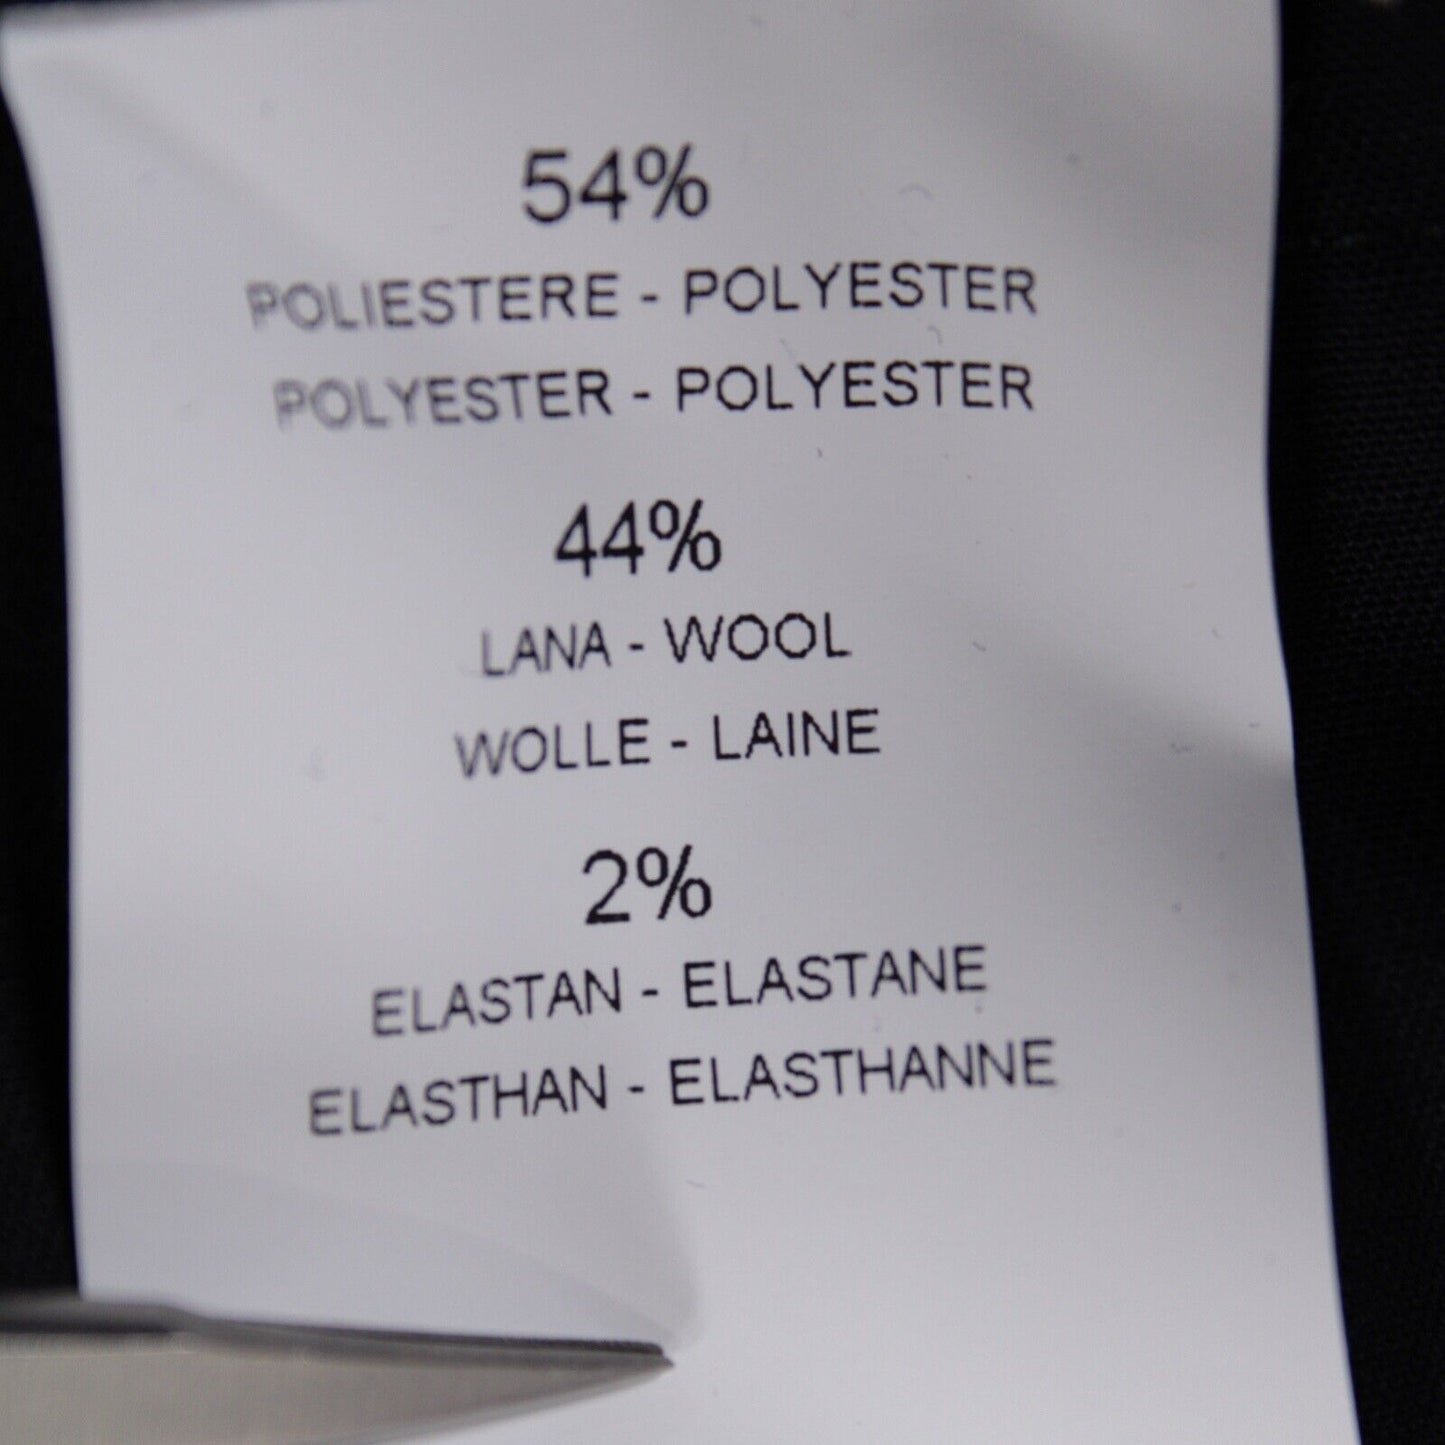 54%
POLIESTERE - POLYESTER
POLYESTER - POLYESTER
44%
LANA - WOOL
WOLLE - LAINE
2%
ELASTAN - ELASTANE
ELASTHAN - ELASTHANNE